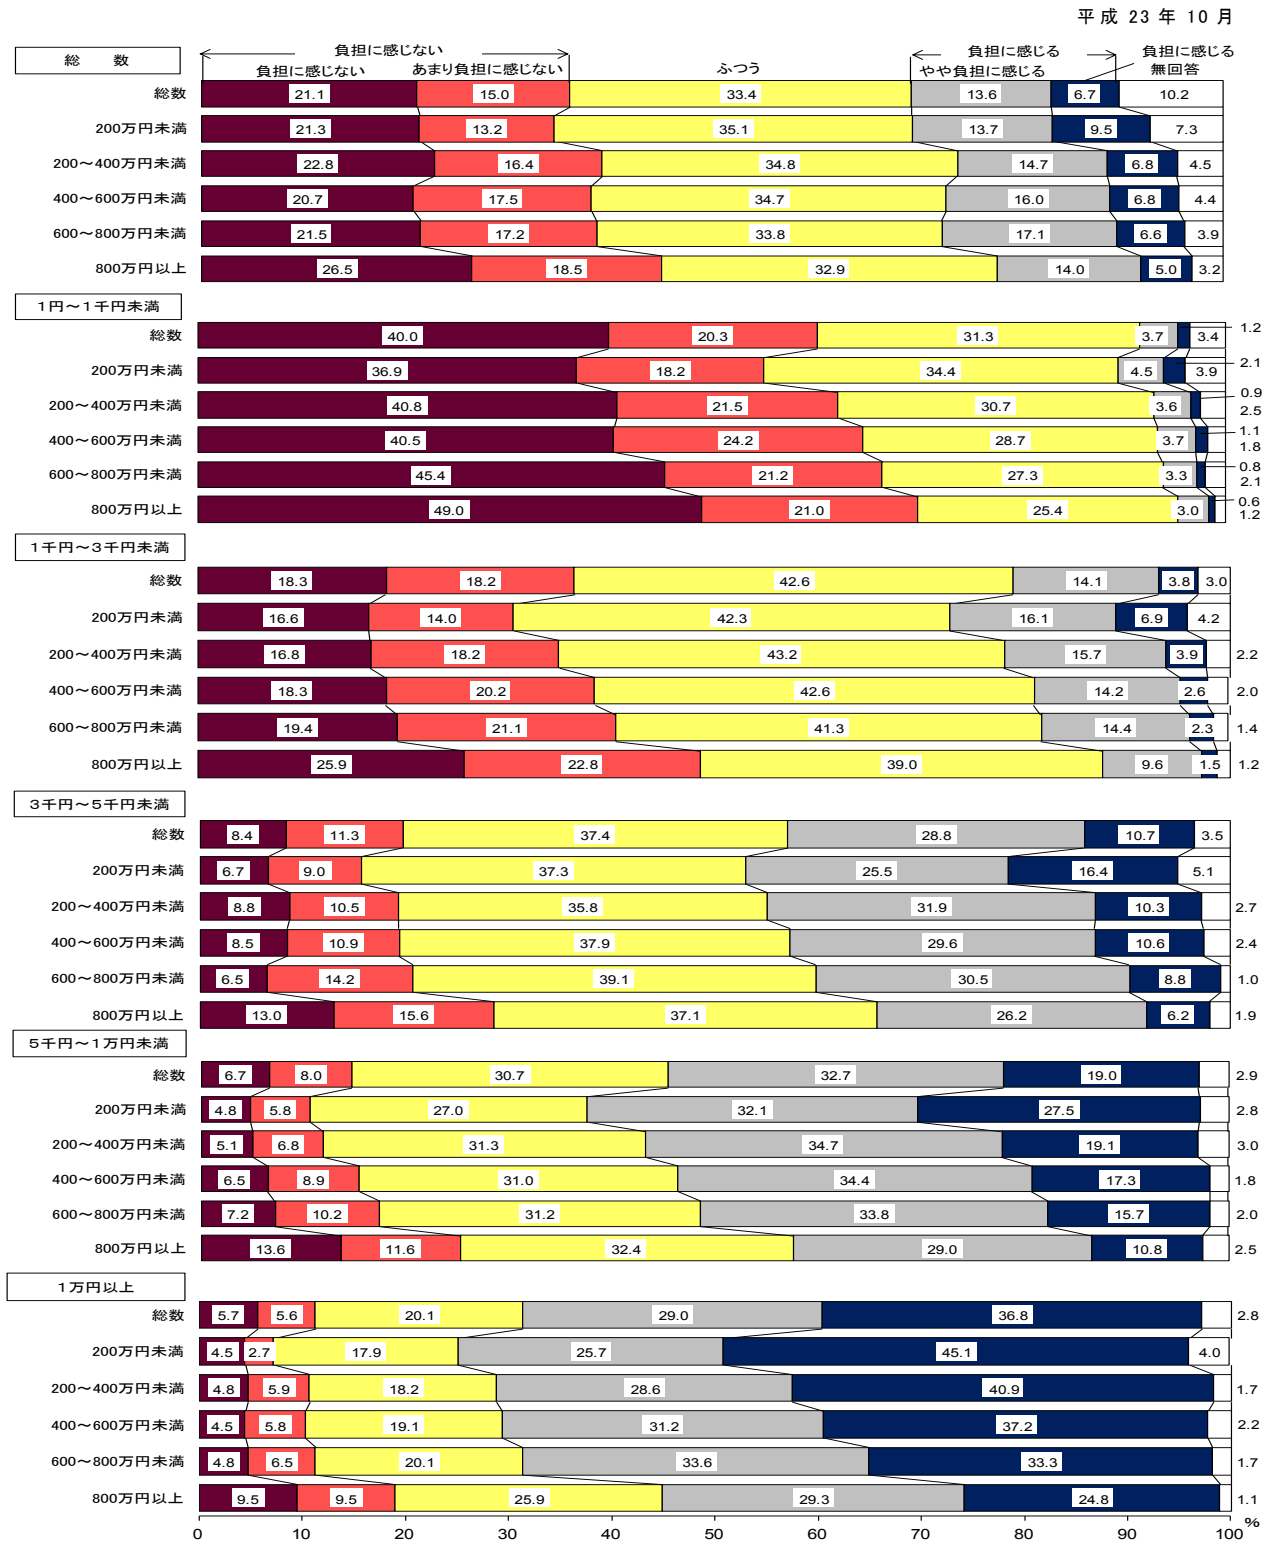 平成 23 年 10 月
総 数
負担に感じない
負担に感じる
負担に感じる
負担に感じない
あまり負担に感じない
ふつう
やや負担に感じる
無回答
総数 21.1 15.0 33.4 13.6 6.7 10.2
200万円未満 21.3 13.2 35.1 13.7 9.5 7.3
200～400万円未満 22.8 16.4 34.8 14.7 6.8 4.5
400～600万円未満 20.7 17.5 34.7 16.0 6.8 4.4
600～800万円未満 21.5 17.2 33.8 17.1 6.6 3.9
800万円以上 26.5 18.5 32.9 14.0 5.0 3.2
1円～1千円未満
総数 40.0 20.3 31.3 3.7 1.2 3.4
200万円未満 36.9 18.2 34.4 4.5 2.1 3.9
200～400万円未満 40.8 21.5 30.7 3.6 0.9 2.5
400～600万円未満 40.5 24.2 28.7 3.7 1.1 1.8
600～800万円未満 45.4 21.2 27.3 3.3 0.8 2.1
800万円以上 49.0 21.0 25.4 3.0 0.6 1.2
1千円～3千円未満
総数 18.3 18.2 42.6 14.1 3.8 3.0
200万円未満 16.6 14.0 42.3 16.1 6.9 4.2
200～400万円未満 16.8 18.2 43.2 15.7 3.9 2.2
400～600万円未満 18.3 20.2 42.6 14.2 2.6 2.0
600～800万円未満 19.4 21.1 41.3 14.4 2.3 1.4
800万円以上 25.9 22.8 39.0 9.6 1.5 1.2
3千円～5千円未満
総数 8.4 11.3 37.4 28.8 10.7 3.5
200万円未満 6.7 9.0 37.3 25.5 16.4 5.1
200～400万円未満 8.8 10.5 35.8 31.9 10.3 2.7
400～600万円未満 8.5 10.9 37.9 29.6 10.6 2.4
600～800万円未満 6.5 14.2 39.1 30.5 8.8 1.0
800万円以上 13.0 15.6 37.1 26.2 6.2 1.9
5千円～1万円未満
総数 6.7 8.0 30.7 32.7 19.0 2.9
200万円未満 4.8 5.8 27.0 32.1 27.5 2.8
200～400万円未満 5.1 6.8 31.3 34.7 19.1 3.0
400～600万円未満 6.5 8.9 31.0 34.4 17.3 1.8
600～800万円未満 7.2 10.2 31.2 33.8 15.7 2.0
800万円以上 13.6 11.6 32.4 29.0 10.8 2.5
1万円以上
総数 5.7 5.6 20.1 29.0 36.8 2.8
200万円未満 4.5 2.7 17.9 25.7 45.1 4.0
200～400万円未満 4.8 5.9 18.2 28.6 40.9 1.7
400～600万円未満 4.5 5.8 19.1 31.2 37.2 2.2
600～800万円未満 4.8 6.5 20.1 33.6 33.3 1.7
800万円以上 9.5 9.5 25.9 29.3 24.8 1.1
%
0 10 20 30 40 50 60 70 80 90 100